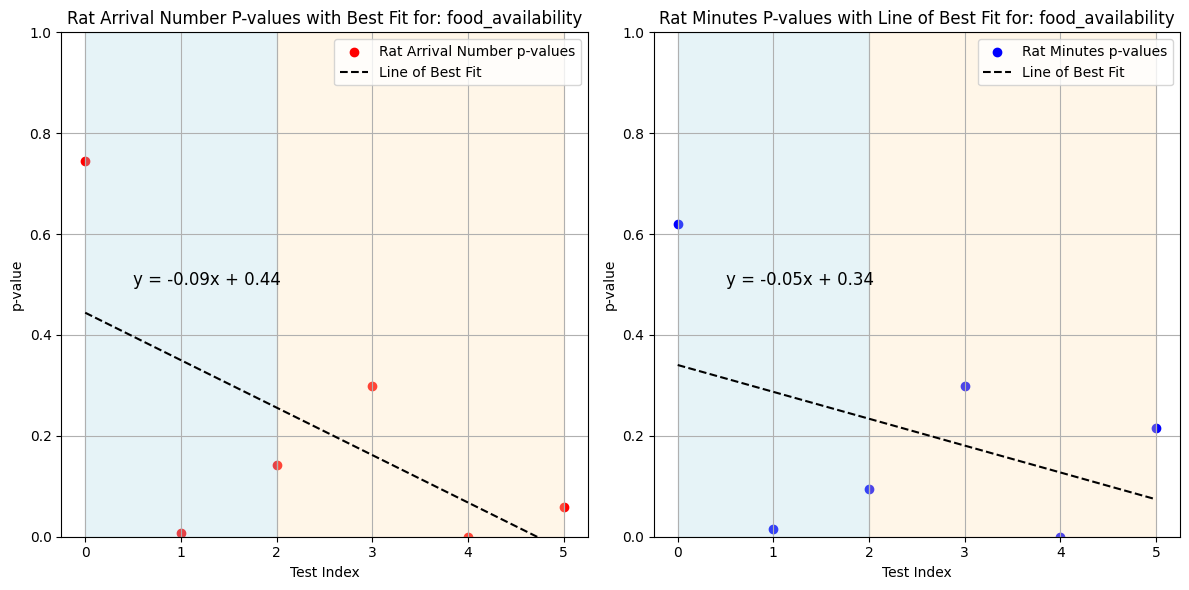 Rat Arrival Number P-values with Best Fit for: food_availability
Rat Arrival Number p-values
Line of Best Fit
y = -0.09x + 0.44
p-value
1.0
0.8
0.6
0.4
0.2
0.0
0 1 2 3 4 5
Test Index
Rat Minutes P-values with Line of Best Fit for: food_availability
Rat Minutes p-values
Line of Best Fit
y = -0.05x + 0.34
p-value
1.0
0.8
0.6
0.4
0.2
0.0
0 1 2 3 4 5
Test Index